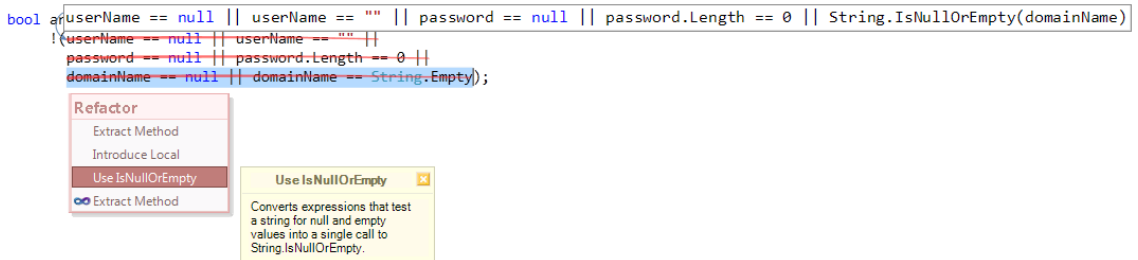 bool ar
userName == null || userName == "" || password == null || password.Length == 0 || String.IsNullOrEmpty(domainName)
!(userName == null || userName == "" ||
password == null || password.Length == 0 ||
domainName == null || domainName == String.Empty);
Refactor
Extract Method
Introduce Local
Use IsNullOrEmpty
Extract Method
Use IsNullOrEmpty
Converts expressions that test
a string for null and empty
values into a single call to
String.IsNullOrEmpty.